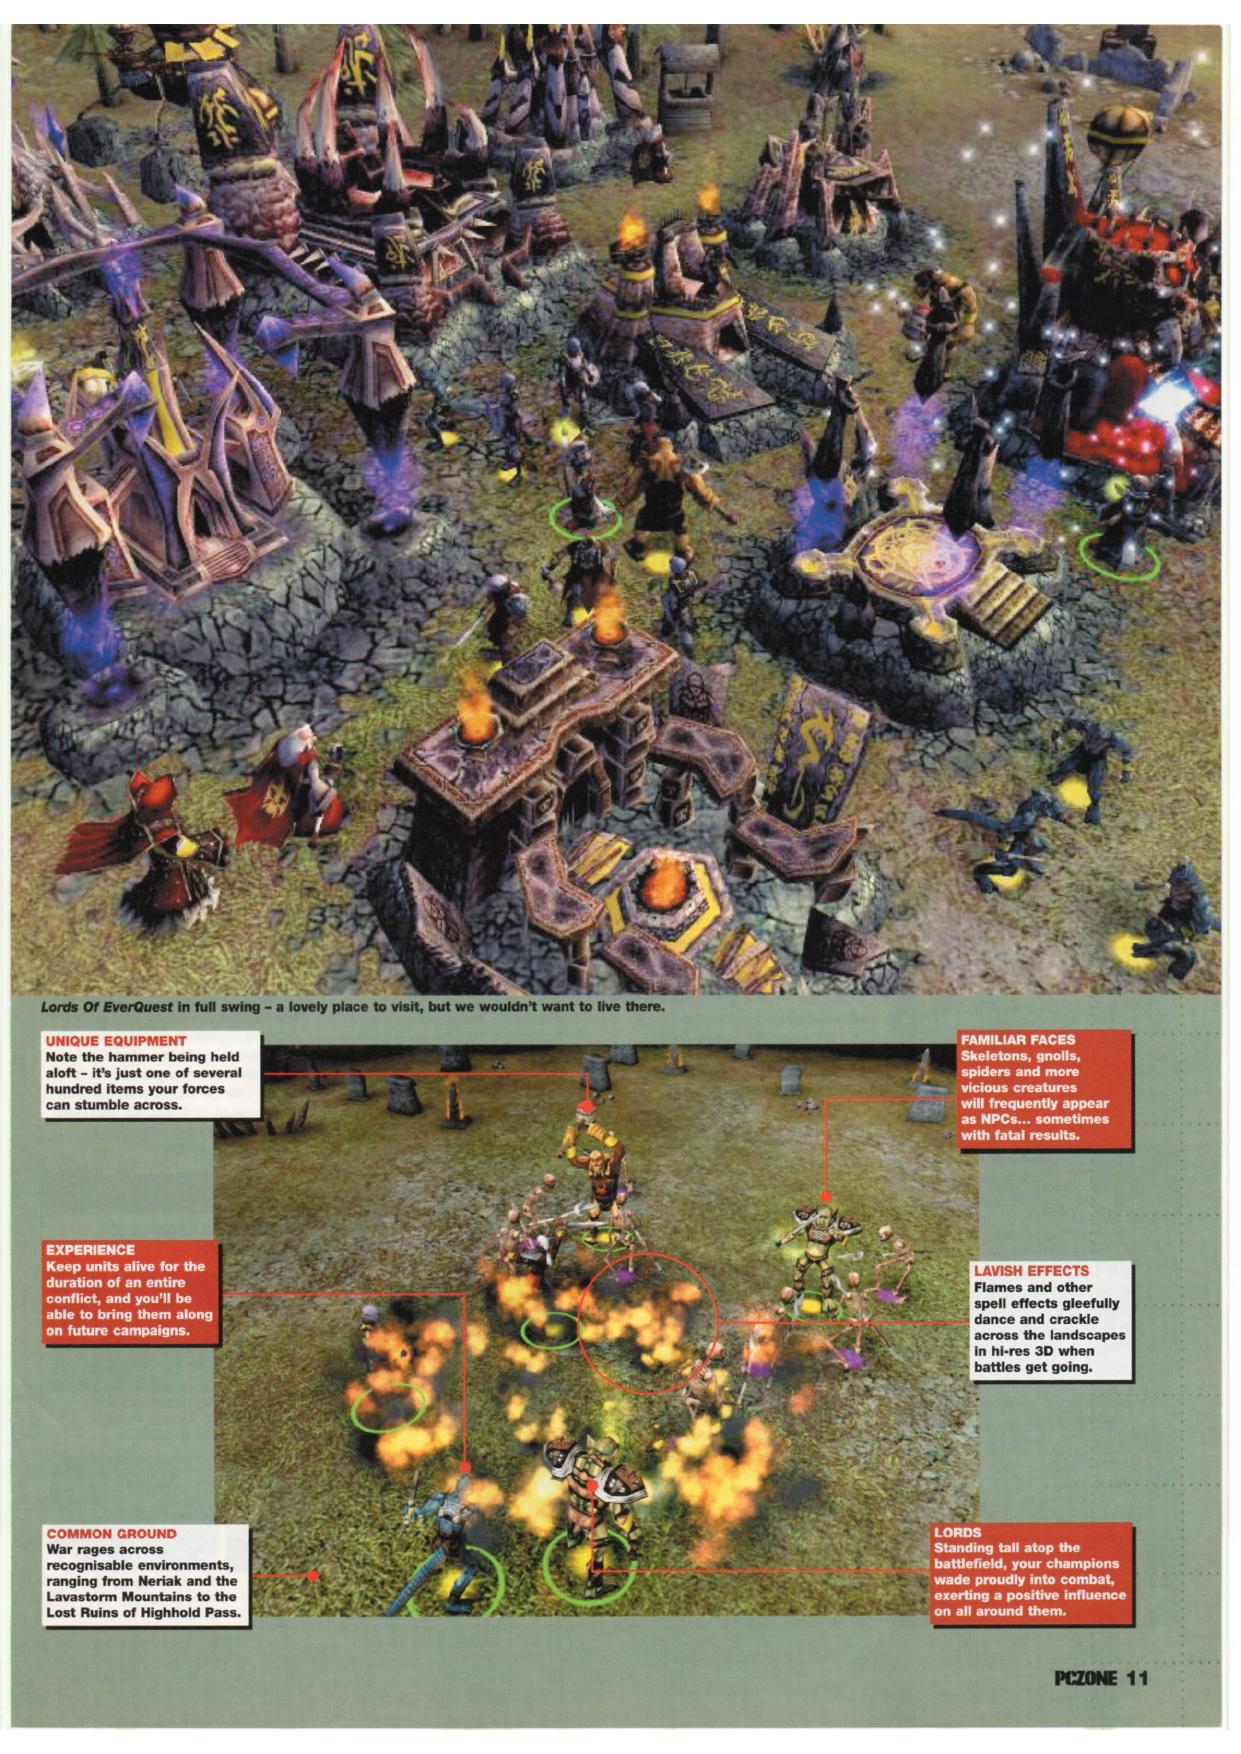 Lords Of EverQuest in full swing – a lovely place to visit, but we wouldn't want to live there.
UNIQUE EQUIPMENT
Note the hammer being held
aloft – it's just one of several
hundred items your forces
can stumble across.
FAMILIAR FACES
Skeletons, gnolls,
spiders and more
vicious creatures
will frequently appear
as NPCs... sometimes
with fatal results.
EXPERIENCE
Keep units alive for the
duration of an entire
conflict, and you'll be
able to bring them along
on future campaigns.
LAVISH EFFECTS
Flames and other
spell effects gleefully
dance and crackle
across the landscapes
in hi-res 3D when
battles get going.
COMMON GROUND
War rages across
recognisable environments,
ranging from Neriak and the
Lavastorm Mountains to the
Lost Ruins of Highhold Pass.
LORDS
Standing tall atop the
battlefield, your champions
wade proudly into combat,
exerting a positive influence
on all around them.
PCZONE 11